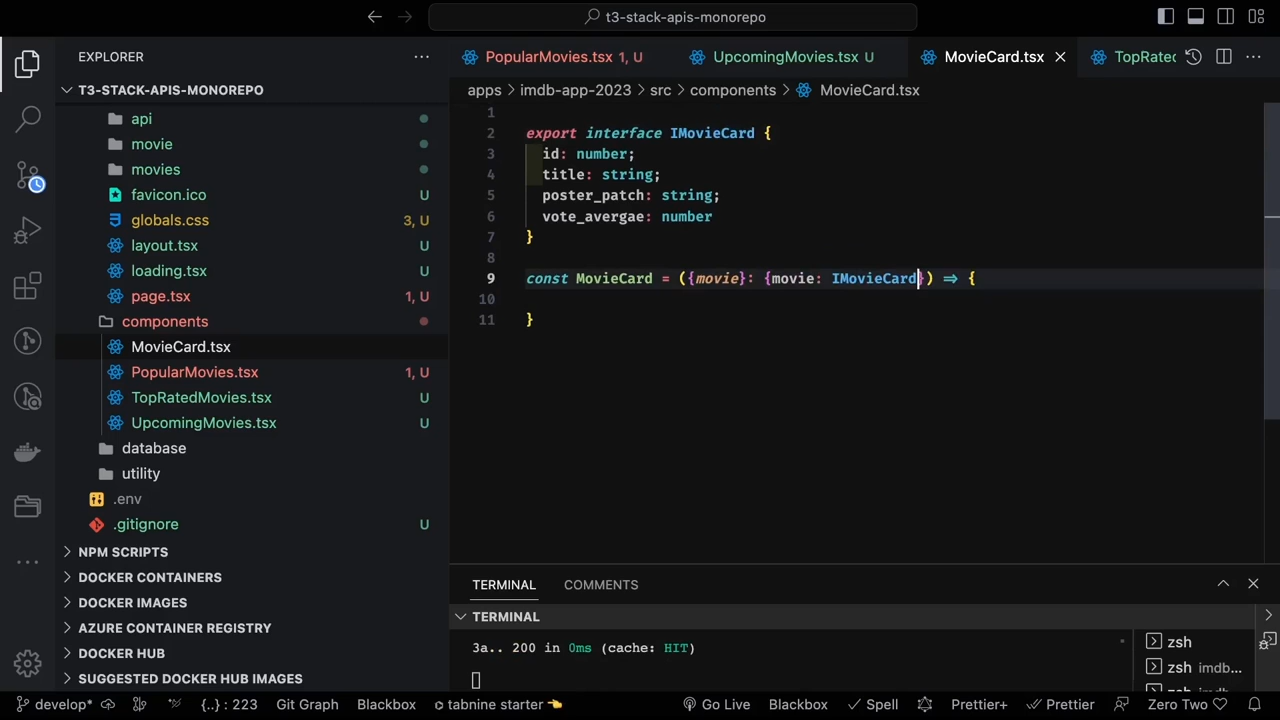 t3-stack-apis-monorepo
EXPLORER
T3-STACK-APIS-MONOREPO
api
movie
movies
favicon.ico U
globals.css 3, U
layout.tsx U
loading.tsx U
page.tsx 1, U
components
MovieCard.tsx
PopularMovies.tsx 1, U
TopRatedMovies.tsx U
UpcomingMovies.tsx U
database
utility
.env
.gitignore U
NPM SCRIPTS
DOCKER CONTAINERS
DOCKER IMAGES
AZURE CONTAINER REGISTRY
DOCKER HUB
SUGGESTED DOCKER HUB IMAGES
PopularMovies.tsx 1, U
UpcomingMovies.tsx U
MovieCard.tsx
TopRated
apps > imdb-app-2023 > src > components > MovieCard.tsx
1
2 export interface IMovieCard {
3 id: number;
4 title: string;
5 poster_patch: string;
6 vote_avergae: number
7 }
8
9 const MovieCard = ({movie}: {movie: IMovieCard}) => {
10
11 }
TERMINAL COMMENTS
TERMINAL
3a.. 200 in 0ms (cache: HIT)
zsh
zsh imdb...
develop* {..} : 223 Git Graph Blackbox tabnine starter 👈 Go Live Blackbox Spell Prettier+ Prettier Zero Two